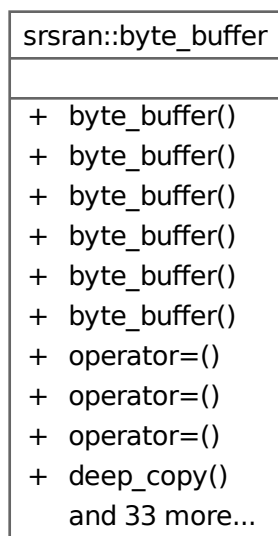 srsran::byte_buffer
+ byte_buffer()
+ byte_buffer()
+ byte_buffer()
+ byte_buffer()
+ byte_buffer()
+ byte_buffer()
+ operator=()
+ operator=()
+ operator=()
+ deep_copy()
and 33 more...